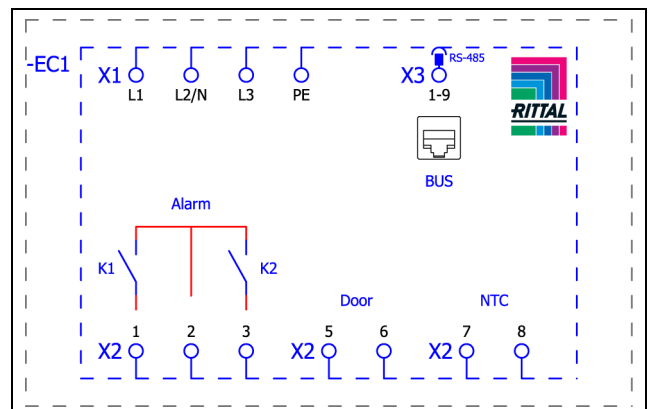 -EC1
X1
L1
L2/N
L3
PE
X3
RS-485
1-9
RITTAL
BUS
Alarm
K1
K2
Door
NTC
1
2
3
5
6
7
8
X2
X2
X2